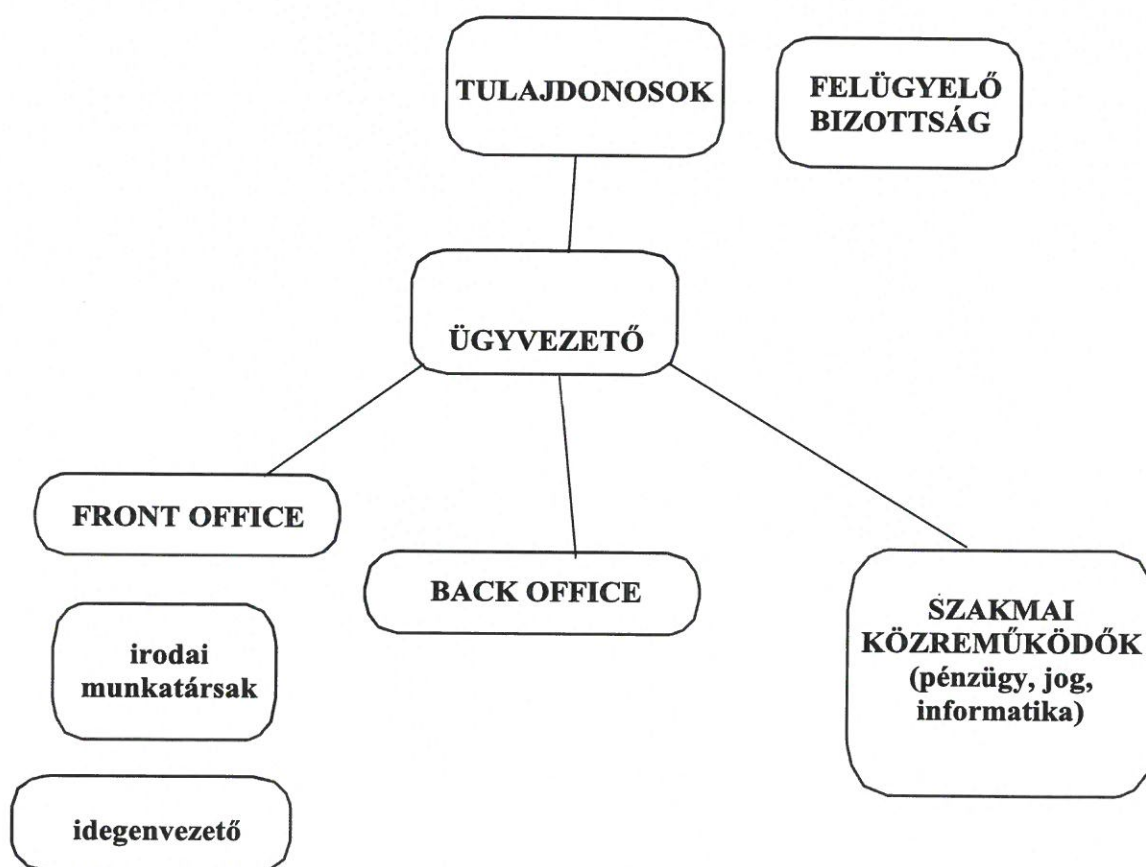 TULAJDONOSOK
FELÜGYELŐ
BIZOTTSÁG
ÜGYVEZETŐ
FRONT OFFICE
BACK OFFICE
SZAKMAI
KÖZREMŰKÖDŐK
(pénzügy, jog,
informatika)
irodai
munkatársak
idegenvezető